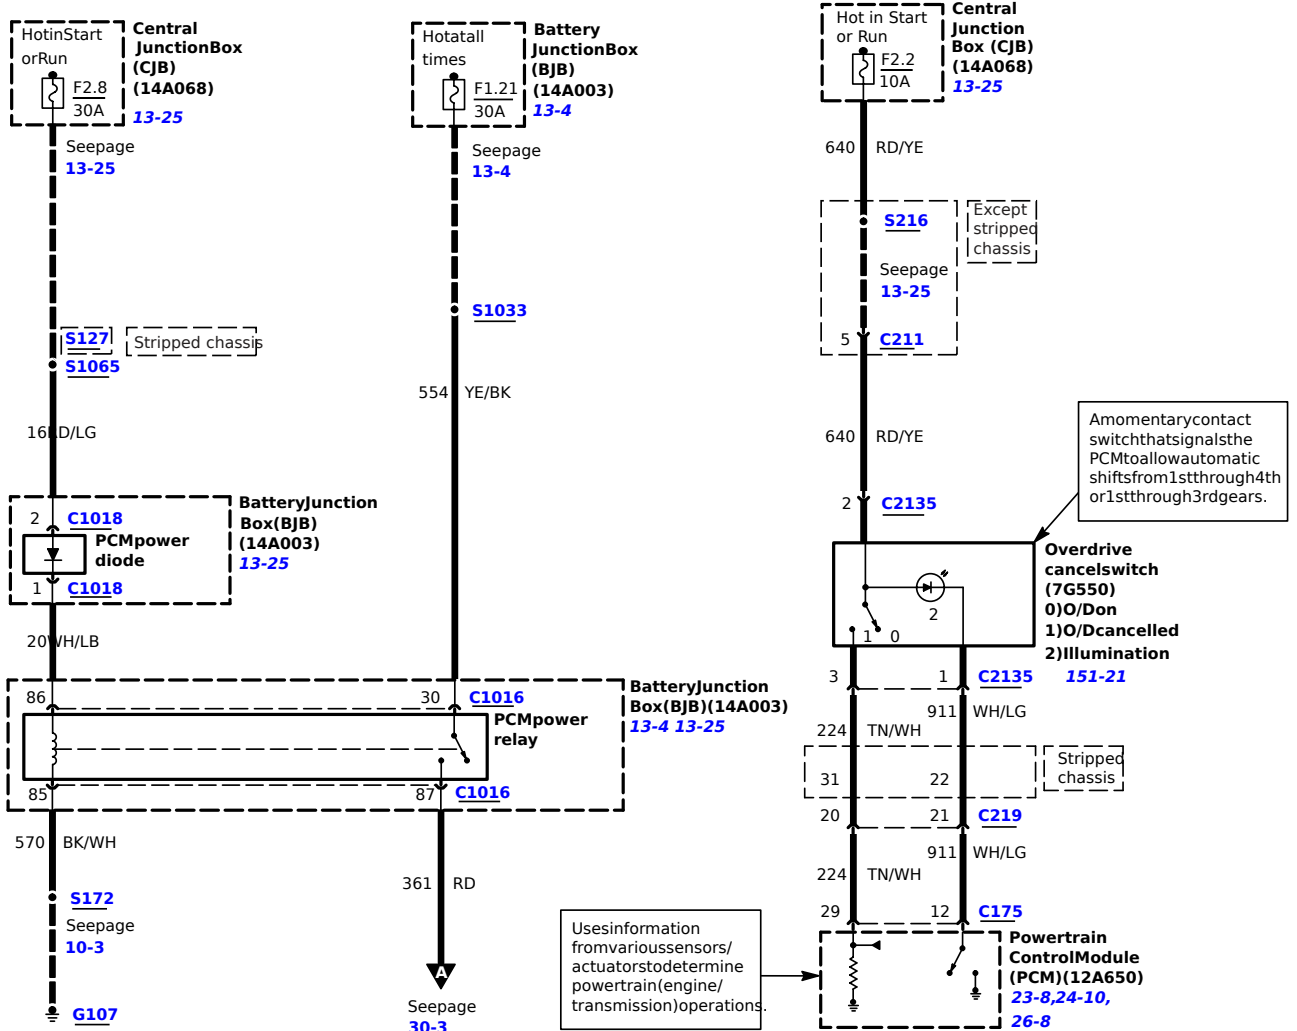 HotinStart
orRun
F2.8
30A
Central
JunctionBox
(CJB)
(14A068)
13-25
Seepage
13-25
S127
Stripped chassis
S1065
16
RD/LG
BatteryJunction
Box(BJB)
(14A003)
13-25
2
C1018
PCMpower
diode
1
C1018
20
WH/LB
Hotatall
times
F1.21
30A
Battery
JunctionBox
(BJB)
(14A003)
13-4
Seepage
13-4
S1033
554
YE/BK
86
30
C1016
BatteryJunction
Box(BJB)(14A003)
13-4 13-25
PCMpower
relay
85
87
C1016
570
BK/WH
S172
Seepage
10-3
G107
361
RD
A
Seepage
30-3
Hot in Start
or Run
F2.2
10A
Central
Junction
Box (CJB)
(14A068)
13-25
640
RD/YE
S216
Except
stripped
chassis
Seepage
13-25
5
C211
640
RD/YE
2
C2135
Amomentarycontact
switchthatsignalsthe
PCMtoallowautomatic
shiftsfrom1stthrough4th
or1stthrough3rdgears.
Overdrive
cancelswitch
(7G550)
0)O/Don
1)O/Dcancelled
2)Illumination
151-21
2
1
0
3
1
C2135
911
WH/LG
224
TN/WH
Stripped
chassis
31
22
20
21
C219
911
WH/LG
224
TN/WH
29
12
C175
Usesinformation
fromvarioussensors/
actuatorstodetermine
powertrain(engine/
transmission)operations.
Powertrain
ControlModule
(PCM)(12A650)
23-8,24-10,
26-8